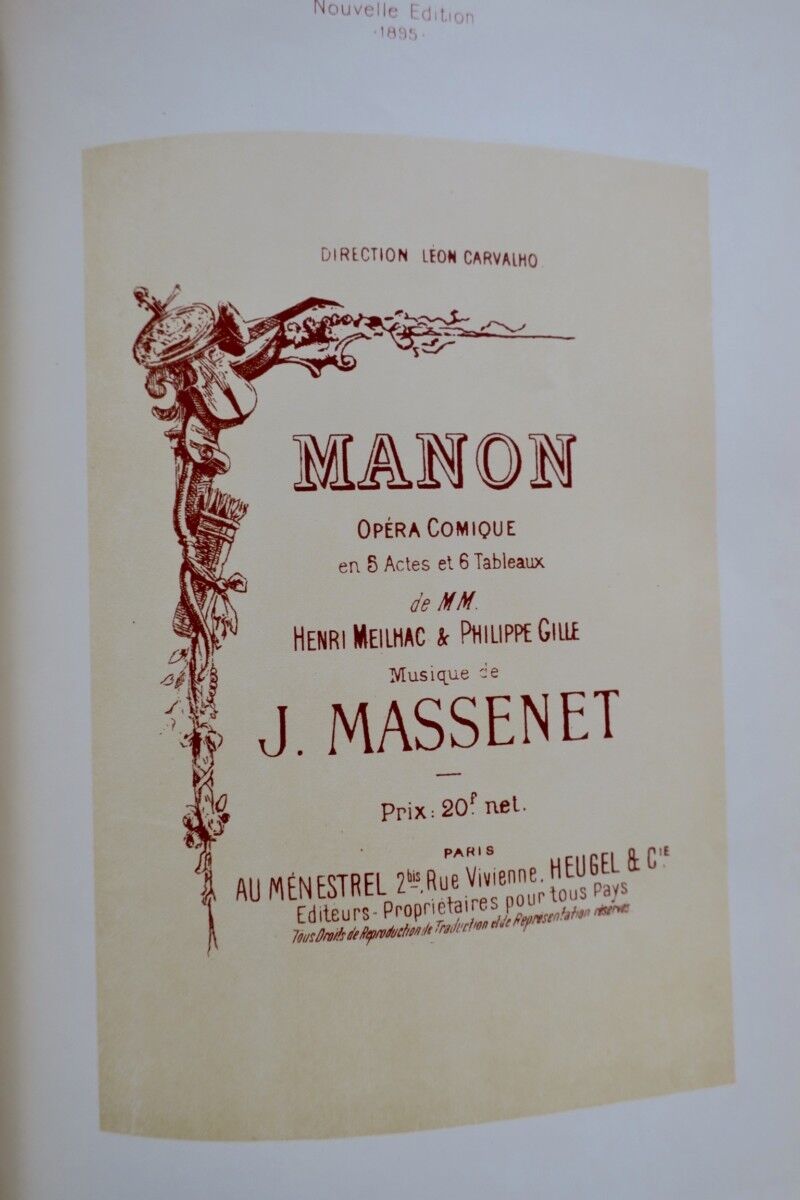 Nouvelle Edition
·1895·
DIRECTION LÉON CARVALHO
MANON
OPÉRA COMIQUE
en 5 Actes et 6 Tableaux
de MM.
HENRI MEILHAC & PHILIPPE GILLE
Musique de
J. MASSENET
Prix: 20f. net.
PARIS
AU MÉNESTREL 2bis, Rue Vivienne. HEUGEL & Cie
Editeurs-Propriétaires pour tous Pays
Tous Droits de Reproduction de Traduction et de Représentation réservés